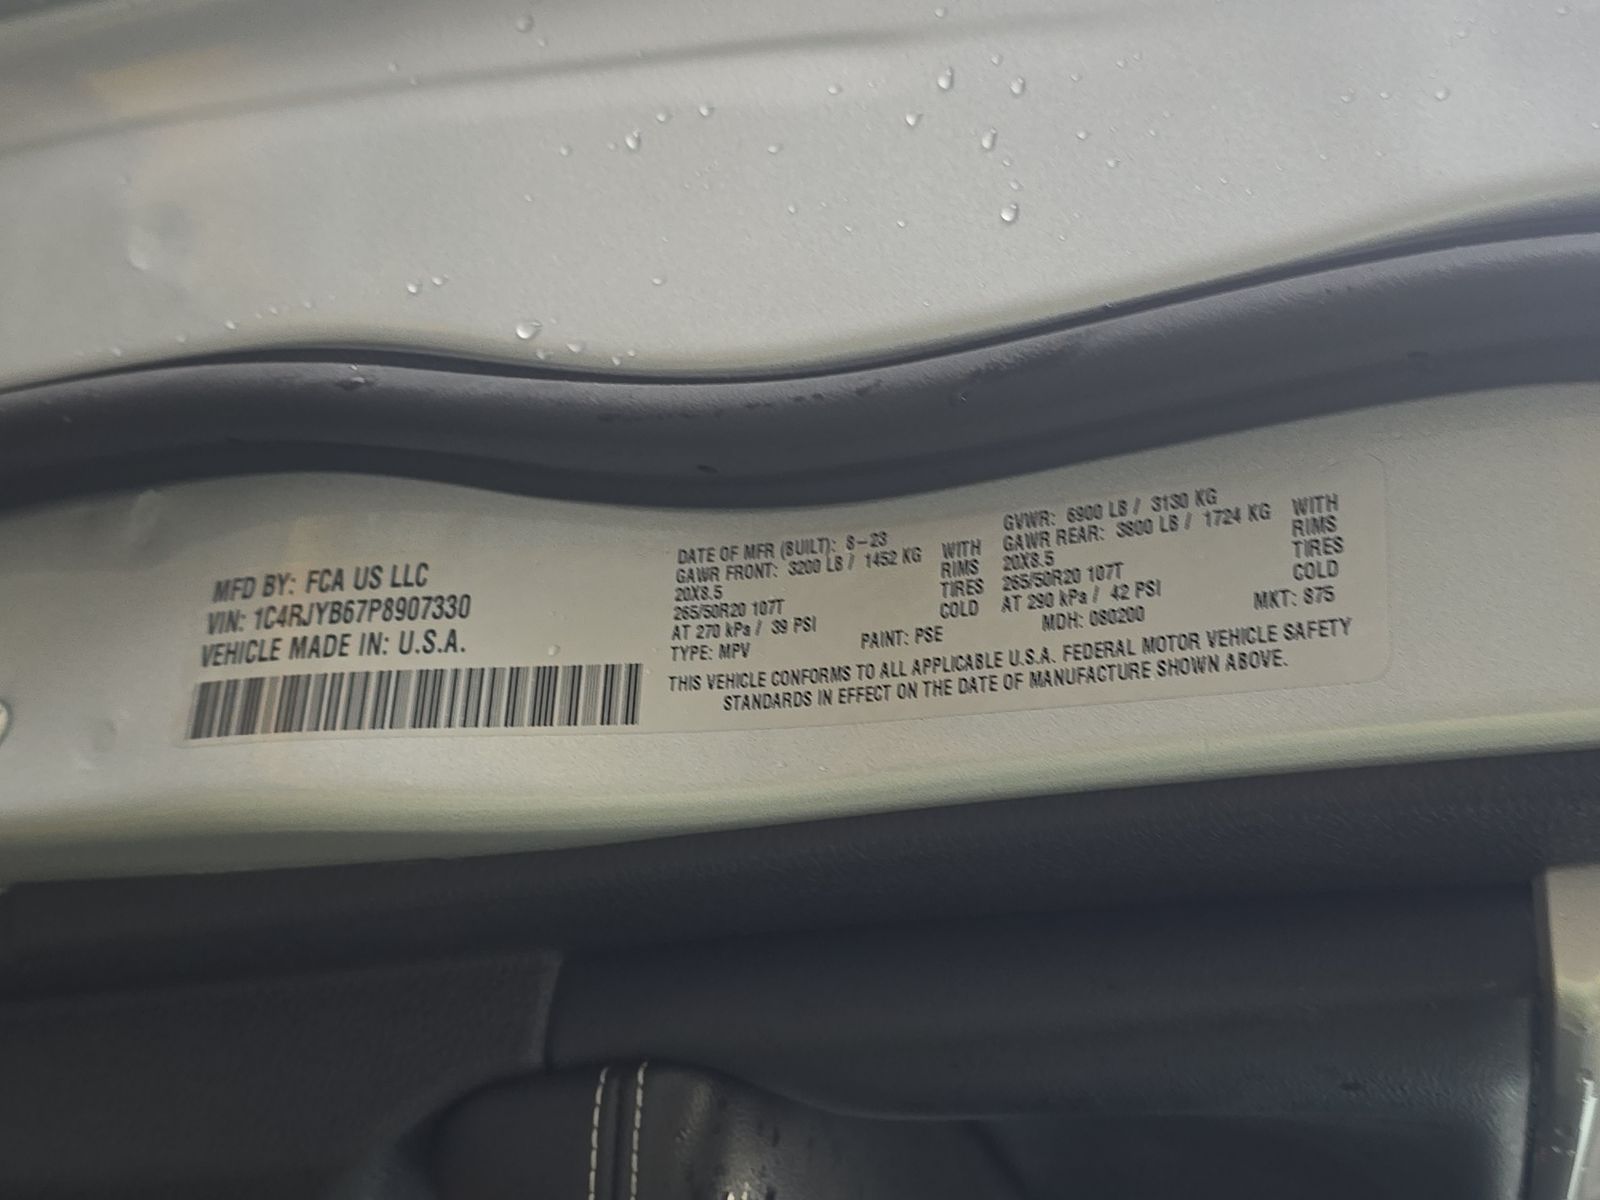 MFD BY: FCA US LLC
VIN: 1C4RJYB67P8907330
VEHICLE MADE IN: U.S.A.
DATE OF MFR (BUILT): 8-23
GAWR FRONT: 3200 LB / 1452 KG WITH
20X8.5 RIMS
265/50R20 107T TIRES
AT 270 kPa / 39 PSI COLD
TYPE: MPV PAINT: PSE
GVWR: 6900 LB / 3130 KG
GAWR REAR: 3800 LB / 1724 KG WITH
20X8.5 RIMS
265/50R20 107T TIRES
AT 290 kPa / 42 PSI COLD
MDH: 080200 MKT: 875
THIS VEHICLE CONFORMS TO ALL APPLICABLE U.S.A. FEDERAL MOTOR VEHICLE SAFETY
STANDARDS IN EFFECT ON THE DATE OF MANUFACTURE SHOWN ABOVE.